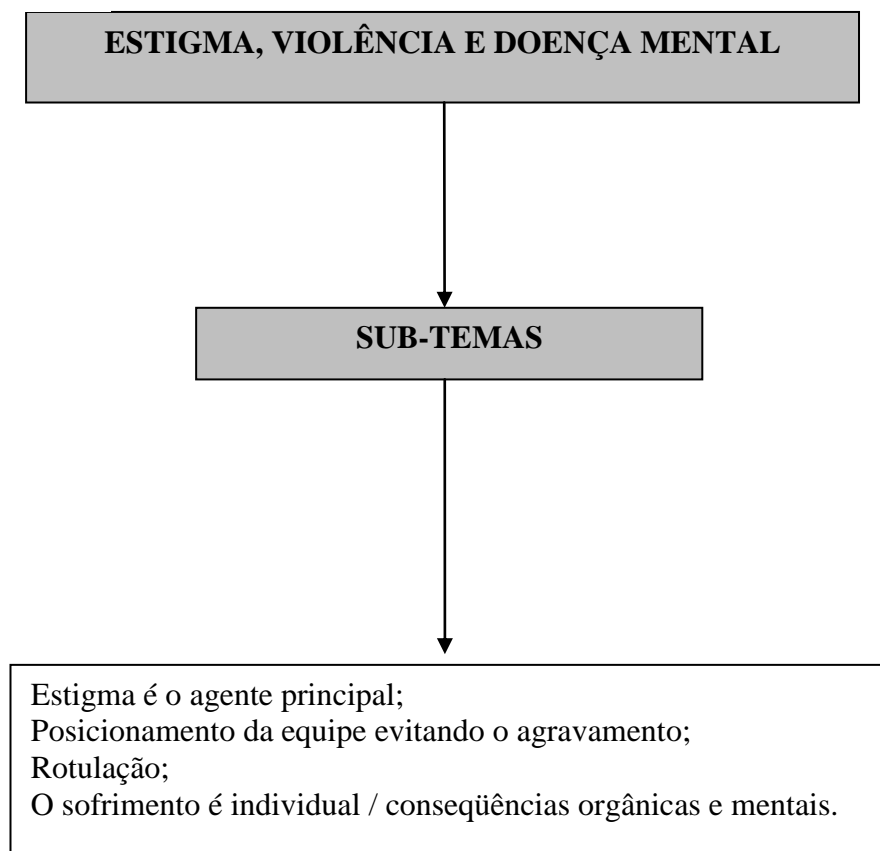 ESTIGMA, VIOLÊNCIA E DOENÇA MENTAL
SUB-TEMAS
Estigma é o agente principal;
Posicionamento da equipe evitando o agravamento;
Rotulação;
O sofrimento é individual / conseqüências orgânicas e mentais.